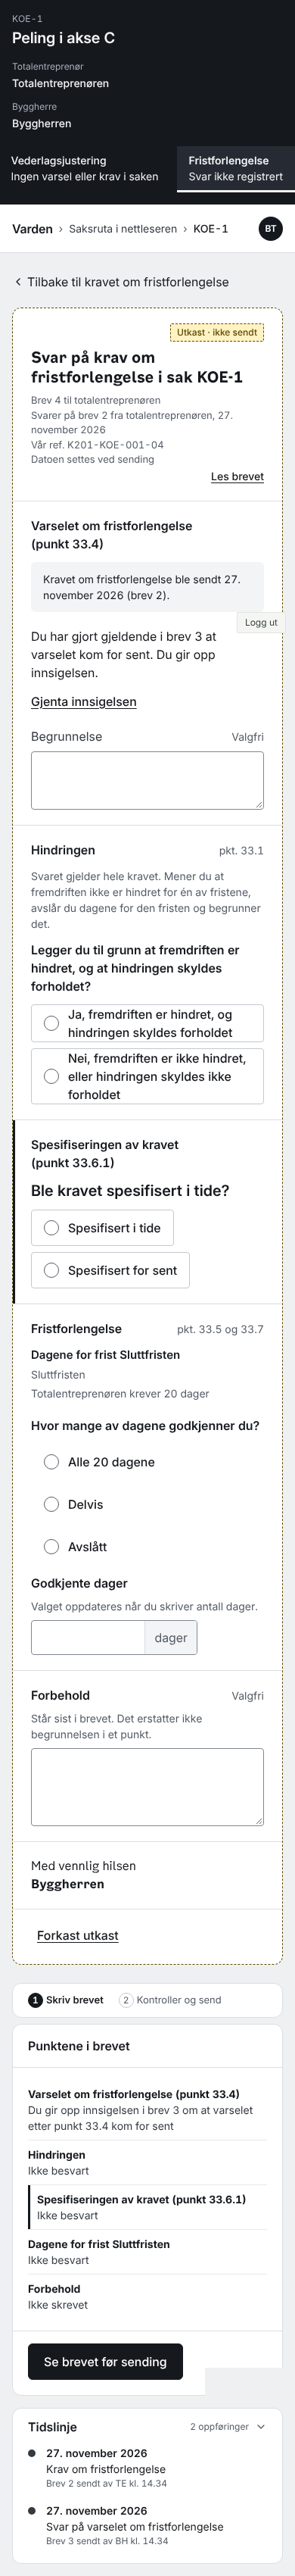 KOE-1
Peling i akse C
Totalentreprenør
Totalentreprenøren
Byggherre
Byggherren
Vederlagsjustering
Ingen varsel eller krav i saken
Fristforlengelse
Svar ikke registrert
Varden › Saksruta i nettleseren › KOE-1
BT
Tilbake til kravet om fristforlengelse
Utkast · ikke sendt
Svar på krav om
fristforlengelse i sak KOE-1
Brev 4 til totalentreprenøren
Svarer på brev 2 fra totalentreprenøren, 27.
november 2026
Vår ref. K201-KOE-001-04
Datoen settes ved sending
Les brevet
Varselet om fristforlengelse
(punkt 33.4)
Kravet om fristforlengelse ble sendt 27.
november 2026 (brev 2).
Logg ut
Du har gjort gjeldende i brev 3 at
varselet kom for sent. Du gir opp
innsigelsen.
Gjenta innsigelsen
Begrunnelse
Valgfri
Hindringen
pkt. 33.1
Svaret gjelder hele kravet. Mener du at
fremdriften ikke er hindret for én av fristene,
avslår du dagene for den fristen og begrunner
det.
Legger du til grunn at fremdriften er
hindret, og at hindringen skyldes
forholdet?
Ja, fremdriften er hindret, og
hindringen skyldes forholdet
Nei, fremdriften er ikke hindret,
eller hindringen skyldes ikke
forholdet
Spesifiseringen av kravet
(punkt 33.6.1)
Ble kravet spesifisert i tide?
Spesifisert i tide
Spesifisert for sent
Fristforlengelse
pkt. 33.5 og 33.7
Dagene for frist Sluttfristen
Sluttfristen
Totalentreprenøren krever 20 dager
Hvor mange av dagene godkjenner du?
Alle 20 dagene
Delvis
Avslått
Godkjente dager
Valget oppdateres når du skriver antall dager.
dager
Forbehold
Valgfri
Står sist i brevet. Det erstatter ikke
begrunnelsen i et punkt.
Med vennlig hilsen
Byggherren
Forkast utkast
1 Skriv brevet
2 Kontroller og send
Punktene i brevet
Varselet om fristforlengelse (punkt 33.4)
Du gir opp innsigelsen i brev 3 om at varselet
etter punkt 33.4 kom for sent
Hindringen
Ikke besvart
Spesifiseringen av kravet (punkt 33.6.1)
Ikke besvart
Dagene for frist Sluttfristen
Ikke besvart
Forbehold
Ikke skrevet
Se brevet før sending
Tidslinje
2 oppføringer
27. november 2026
Krav om fristforlengelse
Brev 2 sendt av TE kl. 14.34
27. november 2026
Svar på varselet om fristforlengelse
Brev 3 sendt av BH kl. 14.34